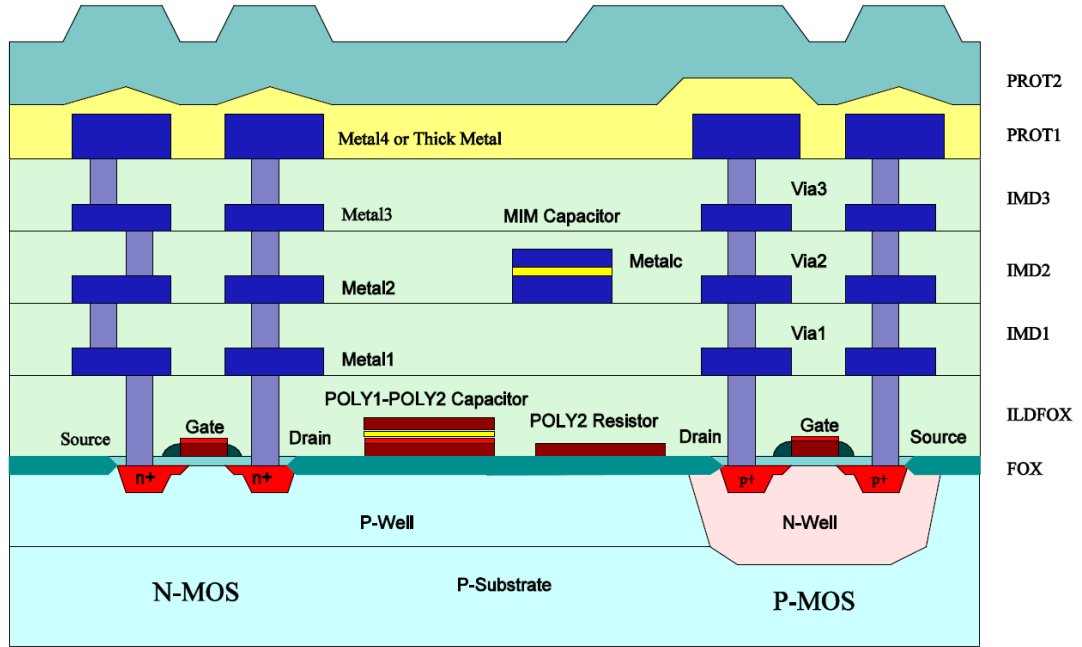 PROT2
Metal4 or Thick Metal
PROT1
Via3
IMD3
Metal3
MIM Capacitor
Metalc
Via2
IMD2
Metal2
Via1
IMD1
Metal1
POLY1-POLY2 Capacitor
ILDFOX
Source
Gate
Drain
POLY2 Resistor
Drain
Gate
Source
FOX
n+
n+
p+
p+
P-Well
N-Well
N-MOS
P-Substrate
P-MOS